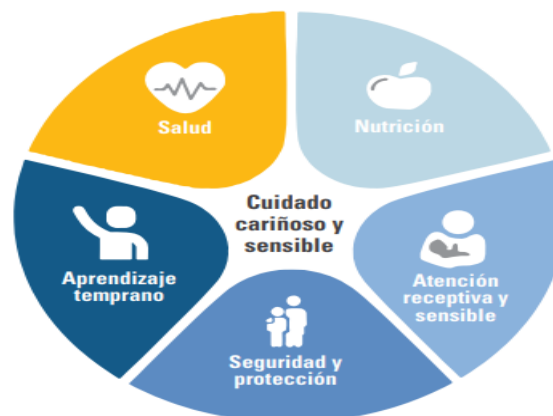 Salud
Nutrición
Cuidado
cariñoso y
sensible
Aprendizaje
temprano
Atención
receptiva y
sensible
Seguridad y
protección